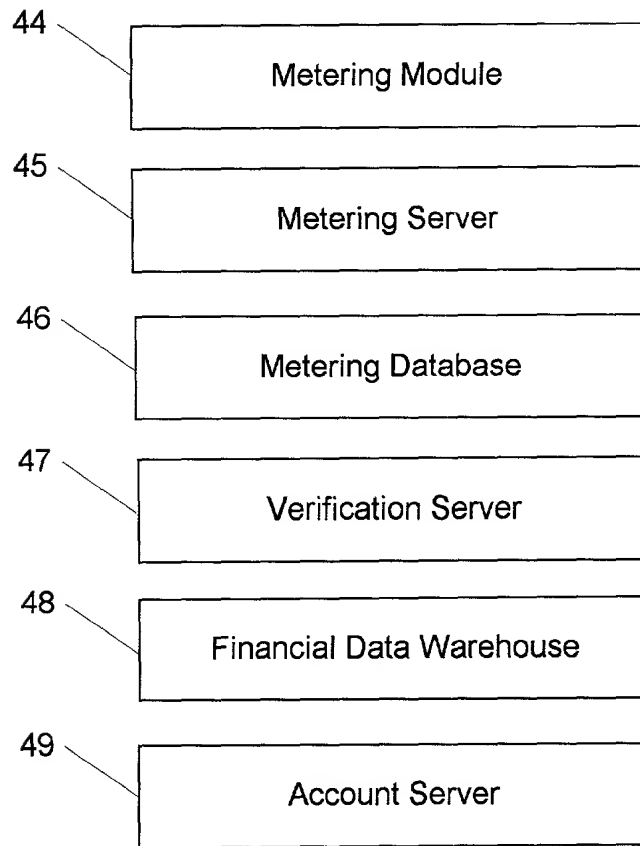 44
Metering Module
45
Metering Server
46
Metering Database
47
Verification Server
48
Financial Data Warehouse
49
Account Server